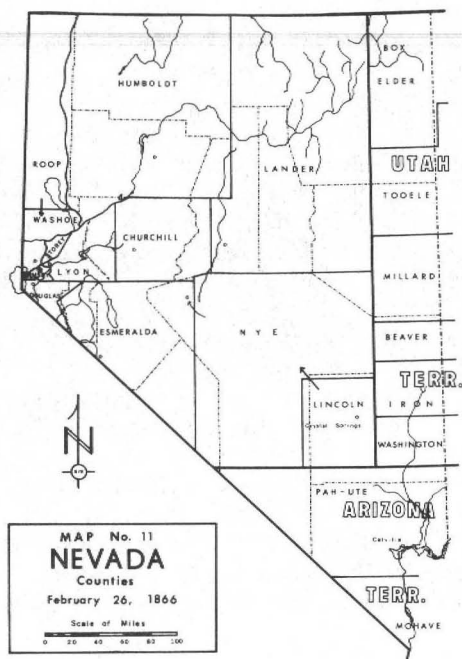 BOX
ELDER
HUMBOLDT
ROOP
LANDER
UTAH
TOOELE
WASHOE
STOREY
CHURCHILL
LYON
DOUGLAS
MILLARD
ESMERALDA
NYE
BEAVER
TERR.
LINCOLN
IRON
Crystal Springs
WASHINGTON
N
PAH-UTE
ARIZONA
Callville
TERR.
MOHAVE
MAP No. 11
NEVADA
Counties
February 26, 1866
Scale of Miles
0 20 40 60 80 100